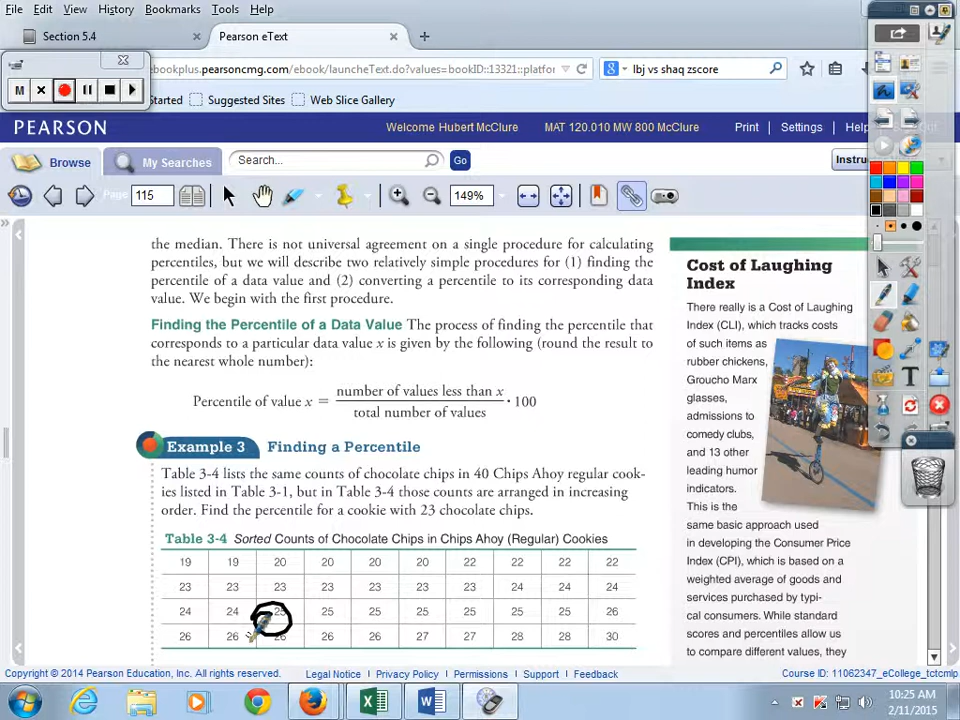 File Edit View History Bookmarks Tools Help
Section 5.4 Pearson eText
ebookplus.pearsoncmg.com/ebook/launcheText.do?values=bookID::13321::platfor lbj vs shaq zscore
M
Started Suggested Sites Web Slice Gallery
PEARSON Welcome Hubert McClure MAT 120.010 MW 800 McClure Print Settings Help
Browse My Searches Search... Go
Page 115 149%
the median. There is not universal agreement on a single procedure for calculating
percentiles, but we will describe two relatively simple procedures for (1) finding the
percentile of a data value and (2) converting a percentile to its corresponding data
value. We begin with the first procedure.
Finding the Percentile of a Data Value The process of finding the percentile that
corresponds to a particular data value x is given by the following (round the result to
the nearest whole number):
Percentile of value x = number of values less than x / total number of values · 100
Example 3 Finding a Percentile
Table 3-4 lists the same counts of chocolate chips in 40 Chips Ahoy regular cook-
ies listed in Table 3-1, but in Table 3-4 those counts are arranged in increasing
order. Find the percentile for a cookie with 23 chocolate chips.
Table 3-4 Sorted Counts of Chocolate Chips in Chips Ahoy (Regular) Cookies
19 19 20 20 20 20 22 22 22 22
23 23 23 23 23 23 23 24 24 24
24 24 25 25 25 25 25 25 25 26
26 26 26 26 26 27 27 28 28 30
Cost of Laughing
Index
There really is a Cost of Laughing
Index (CLI), which tracks costs
of such items as
rubber chickens,
Groucho Marx
glasses,
admissions to
comedy clubs,
and 13 other
leading humor
indicators.
This is the
same basic approach used
in developing the Consumer Price
Index (CPI), which is based on a
weighted average of goods and
services purchased by typi-
cal consumers. While standard
scores and percentiles allow us
to compare different values, they
Copyright © 2014 Pearson Education, Inc. All rights reserved. Legal Notice | Privacy Policy | Permissions | Support | Feedback Course ID: 11062347_eCollege_tctcmlp
10:25 AM
2/11/2015